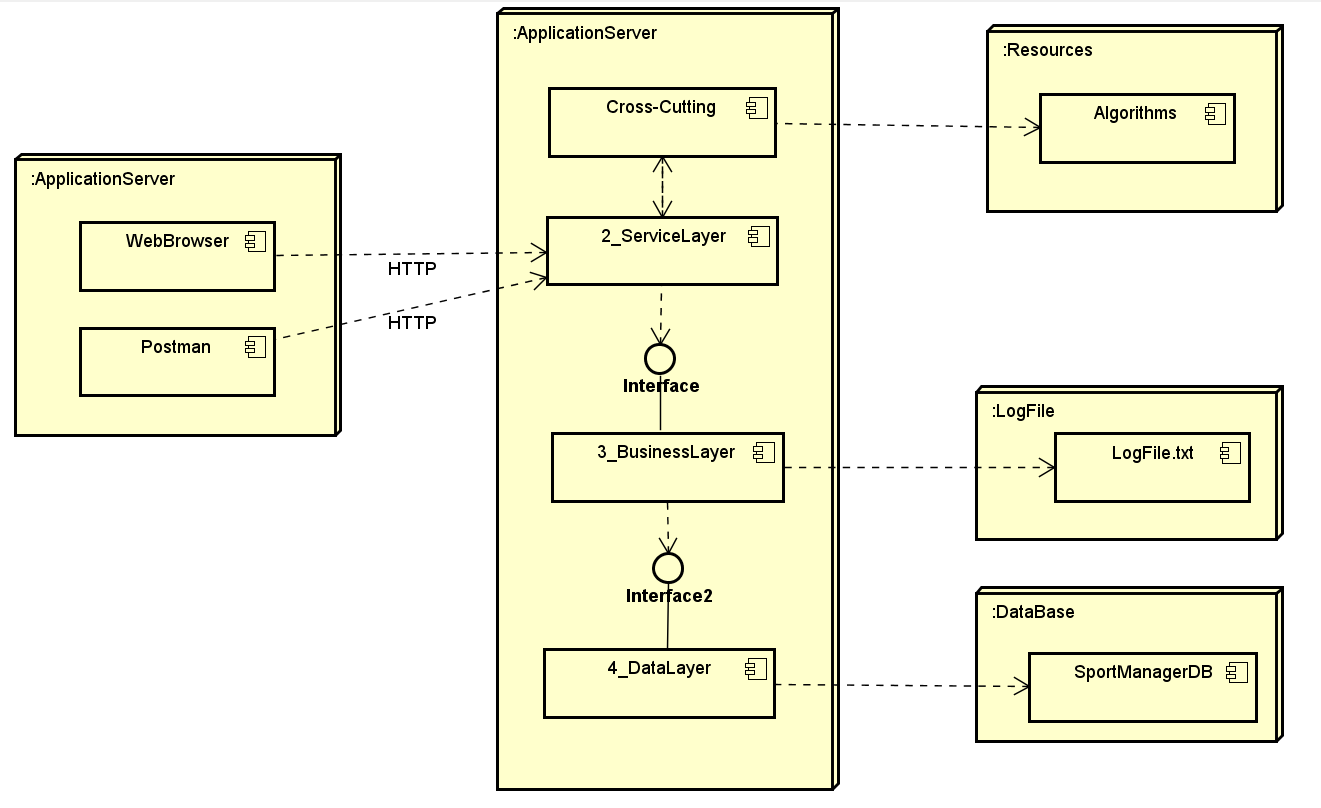 :ApplicationServer
WebBrowser
Postman
HTTP
HTTP
:ApplicationServer
Cross-Cutting
2_ServiceLayer
Interface
3_BusinessLayer
Interface2
4_DataLayer
:Resources
Algorithms
:LogFile
LogFile.txt
:DataBase
SportManagerDB